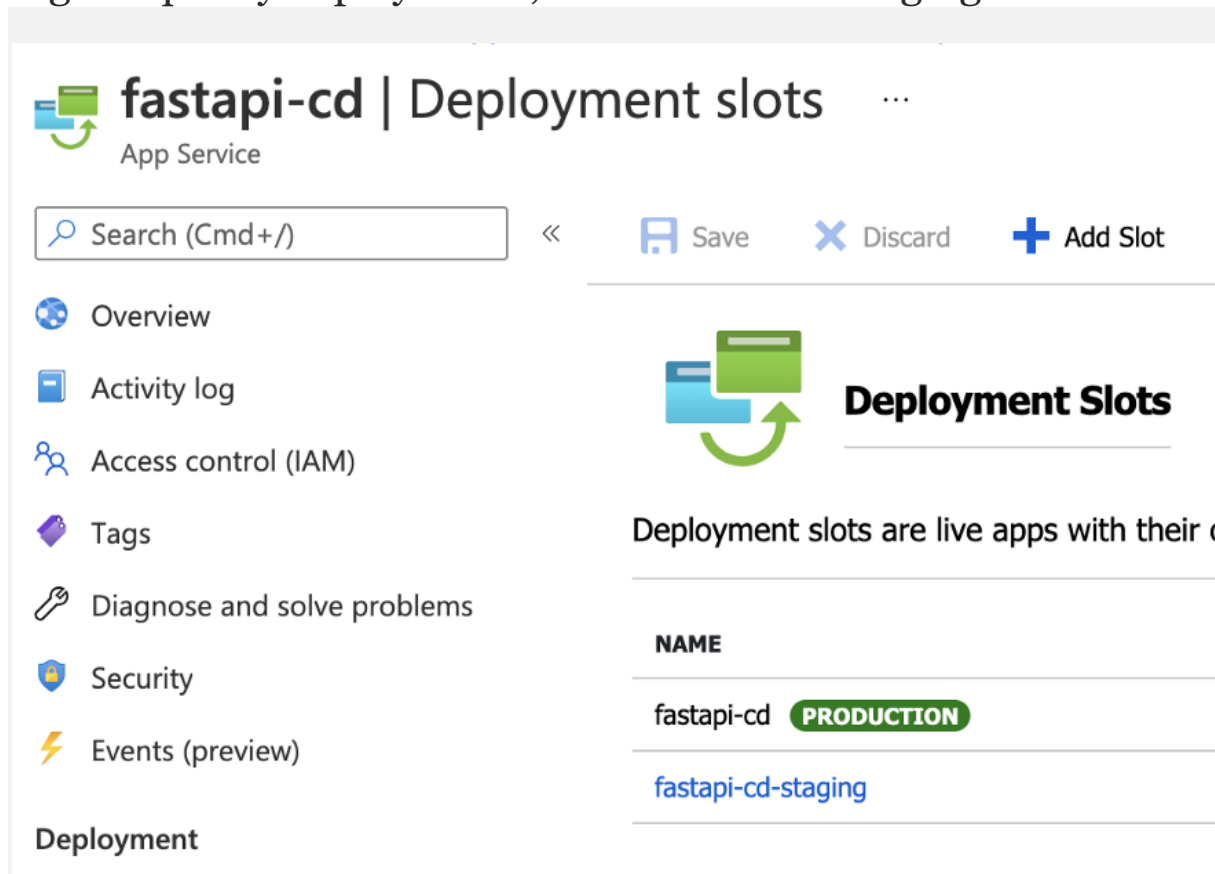 fastapi-cd | Deployment slots ...
App Service
Search (Cmd+/)
«
Save
Discard
Add Slot
Overview
Activity log
Access control (IAM)
Tags
Diagnose and solve problems
Security
Events (preview)
Deployment
Deployment Slots
Deployment slots are live apps with their
NAME
fastapi-cd PRODUCTION
fastapi-cd-staging